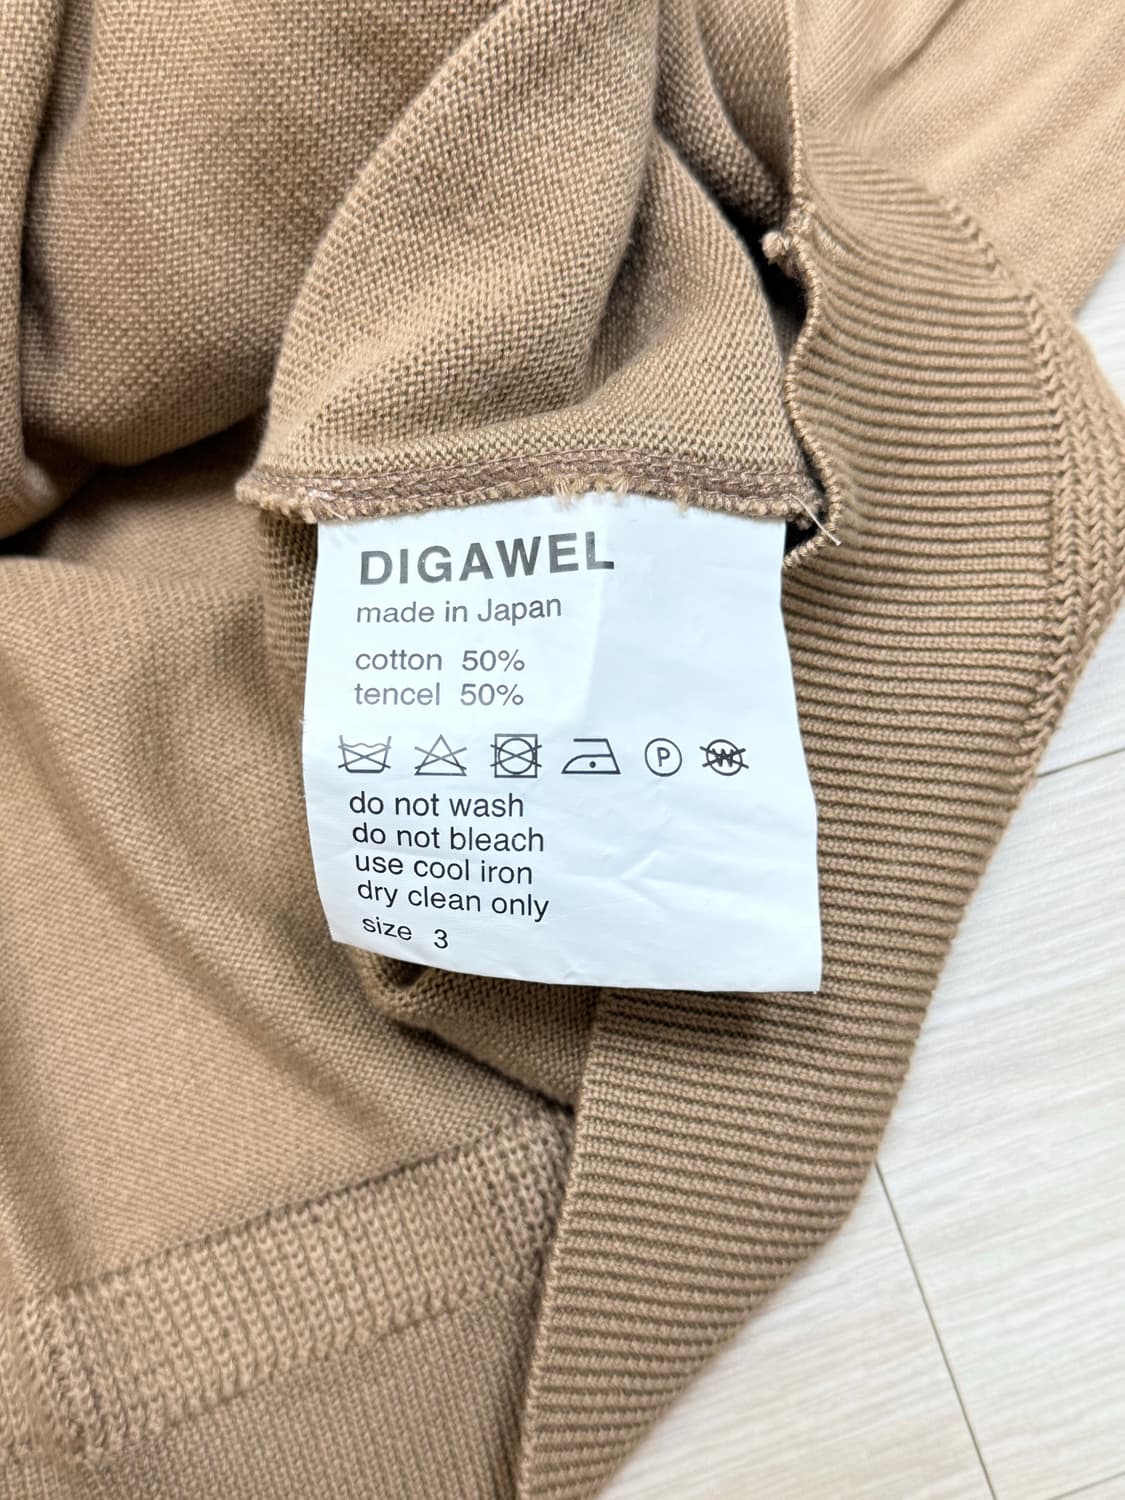 DIGAWEL
made in Japan
cotton 50%
tencel 50%
P W
do not wash
do not bleach
use cool iron
dry clean only
size 3